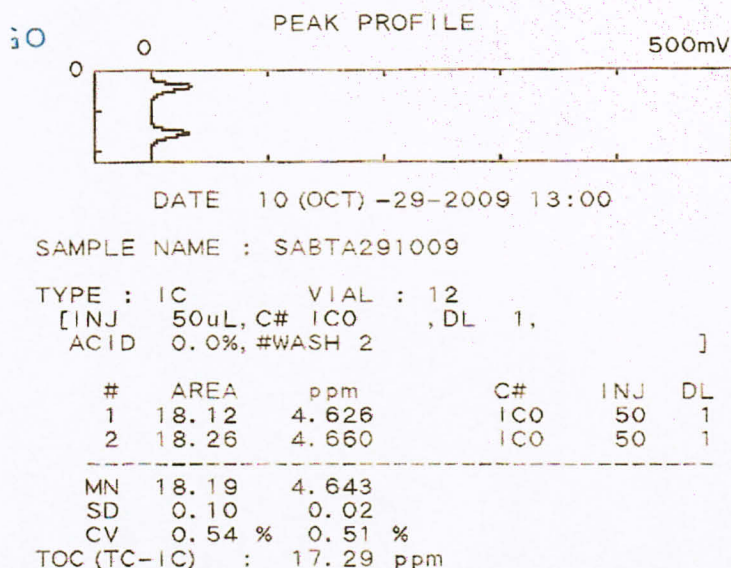 PEAK PROFILE
GO
0 500mV
0
DATE 10 (OCT) -29-2009 13:00
SAMPLE NAME : SABTA291009
TYPE : IC VIAL : 12
[INJ 50uL, C# IC0 , DL 1,
ACID 0.0%, #WASH 2 ]
# AREA ppm C# INJ DL
1 18.12 4.626 IC0 50 1
2 18.26 4.660 IC0 50 1
MN 18.19 4.643
SD 0.10 0.02
CV 0.54 % 0.51 %
TOC (TC-IC) : 17.29 ppm